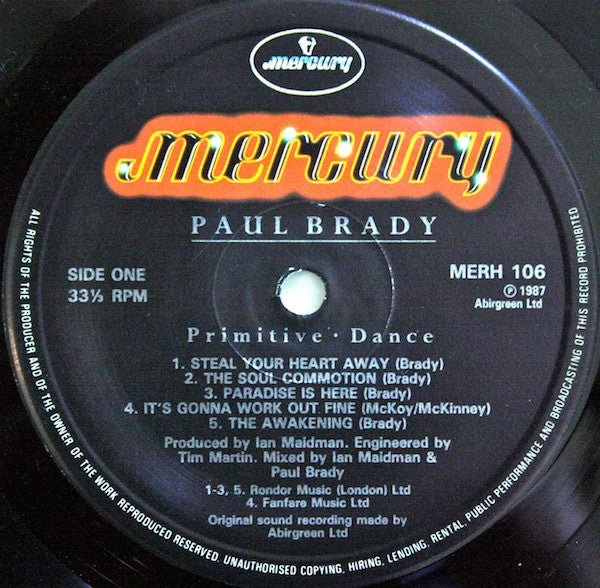 mercury
mercury
PAUL BRADY
SIDE ONE
33⅓ RPM
MERH 106
℗ 1987
Abirgreen Ltd
Primitive · Dance
1. STEAL YOUR HEART AWAY (Brady)
2. THE SOUL COMMOTION (Brady)
3. PARADISE IS HERE (Brady)
4. IT'S GONNA WORK OUT FINE (McKoy/McKinney)
5. THE AWAKENING (Brady)
Produced by Ian Maidman. Engineered by
Tim Martin. Mixed by Ian Maidman &
Paul Brady
1-3, 5. Rondor Music (London) Ltd
4. Fanfare Music Ltd
Original sound recording made by
Abirgreen Ltd
ALL RIGHTS OF THE PRODUCER AND OF THE OWNER OF THE WORK REPRODUCED RESERVED. UNAUTHORISED COPYING, HIRING, LENDING, RENTAL, PUBLIC PERFORMANCE AND BROADCASTING OF THIS RECORD PROHIBITED